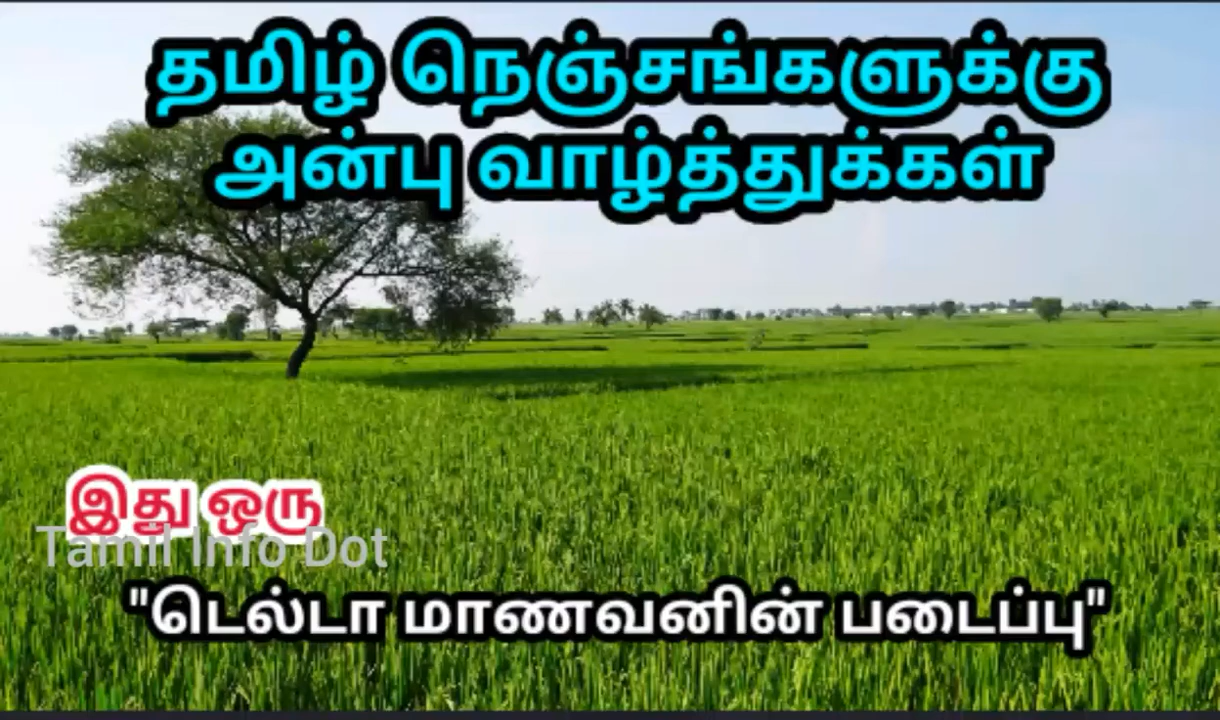 தமிழ் நெஞ்சங்களுக்கு
அன்பு வாழ்த்துக்கள்
இது ஒரு
Tamil Info Dot
"டெல்டா மாணவனின் படைப்பு"